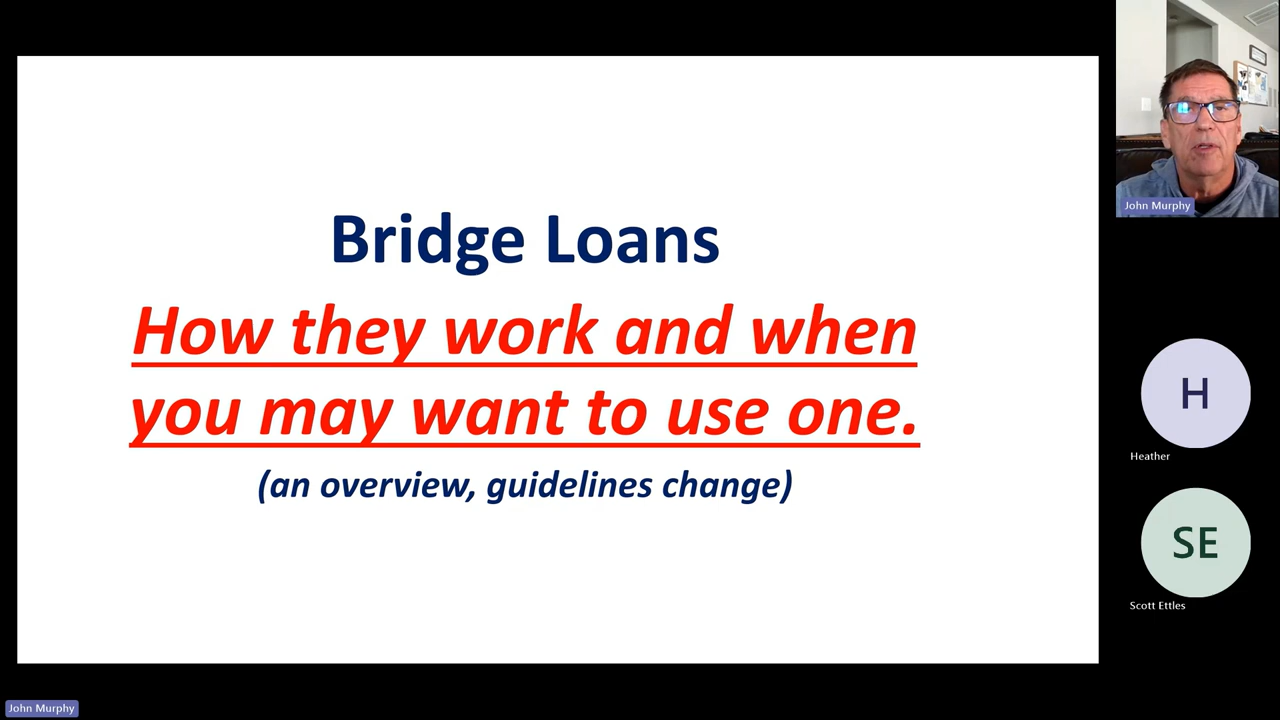 Bridge Loans
How they work and when
you may want to use one.
(an overview, guidelines change)
John Murphy
H
Heather
SE
Scott Ettles
John Murphy